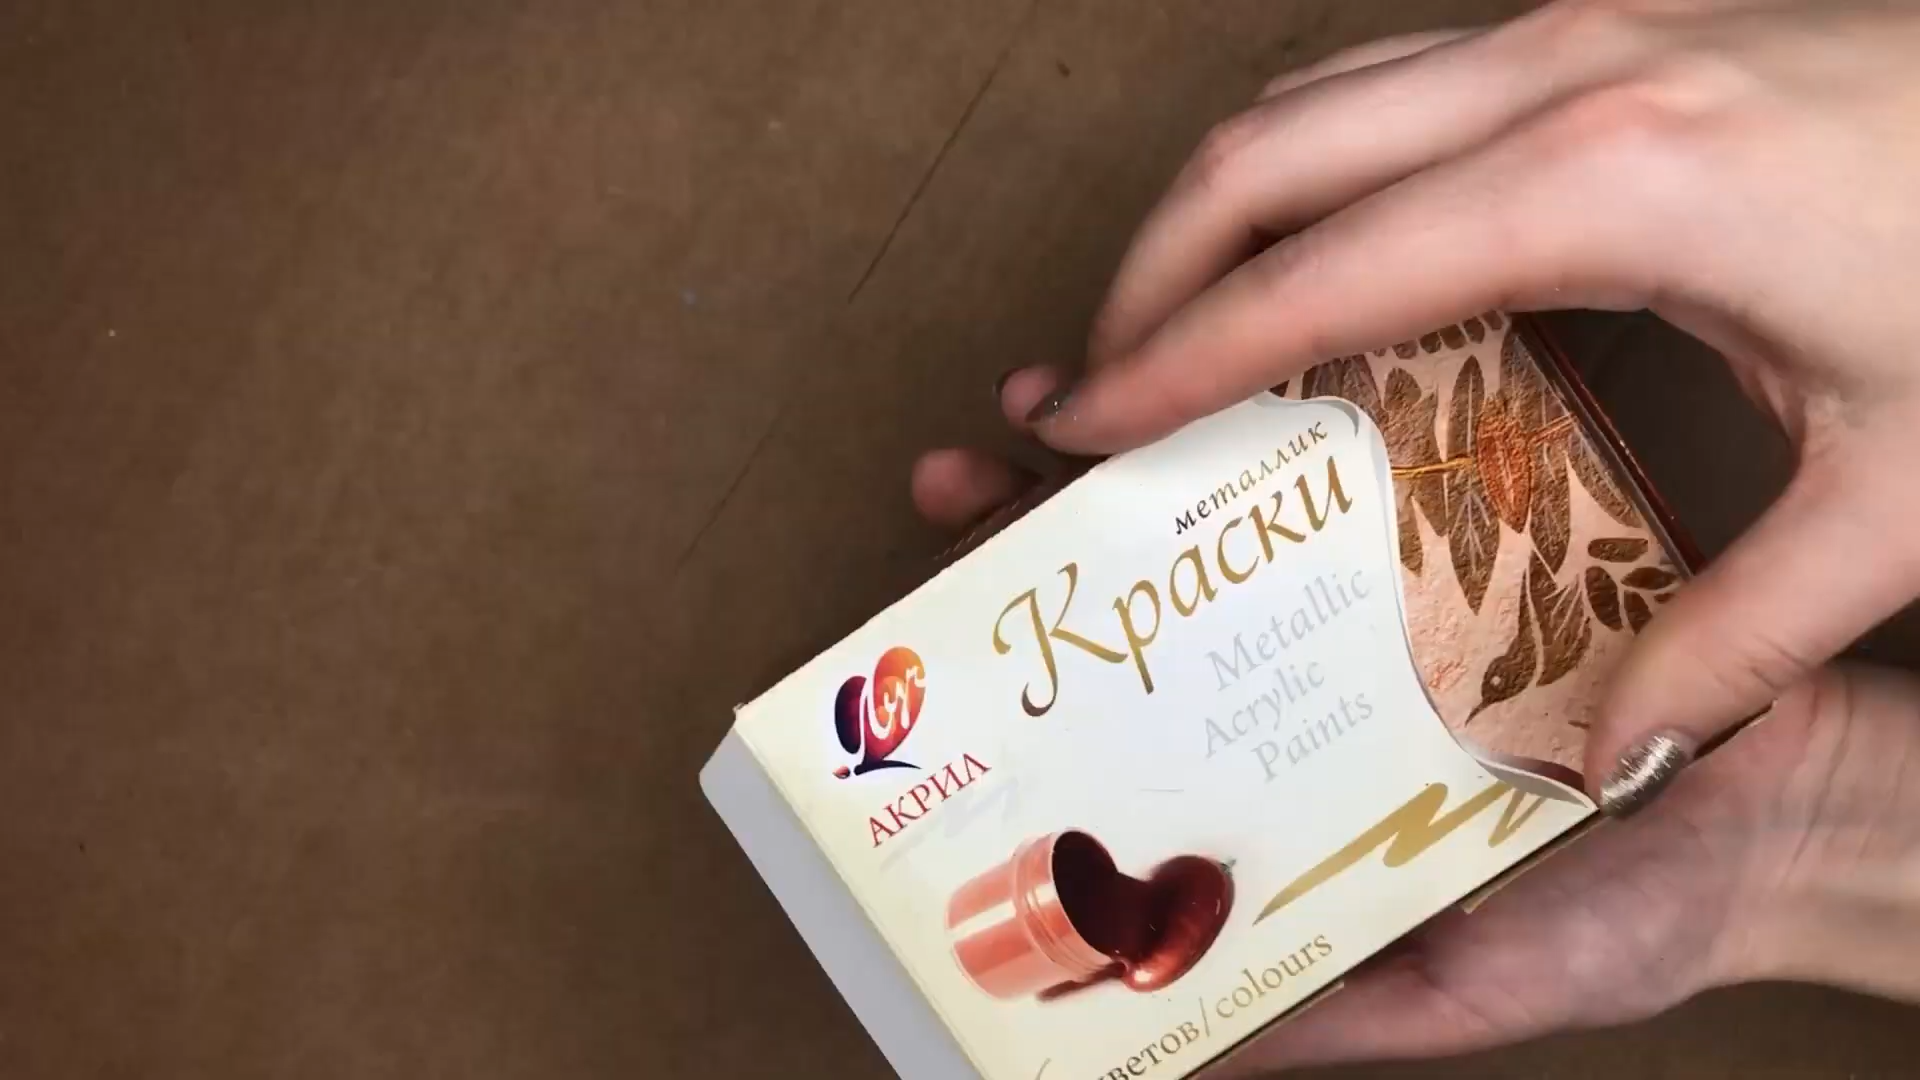 металлик
Краски
Metallic
Acrylic
Paints
Луч
АКРИЛ
цветов/colours